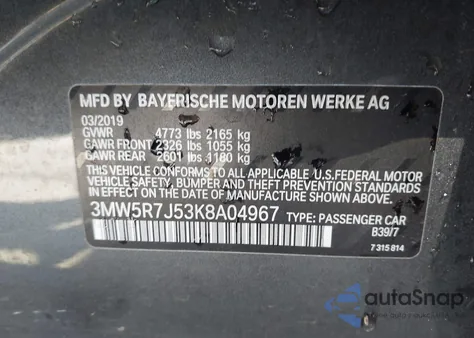 MFD BY BAYERISCHE MOTOREN WERKE AG
03/2019
GVWR 4773 lbs 2165 kg
GAWR FRONT 2326 lbs 1055 kg
GAWR REAR 2601 lbs 1180 kg
THIS VEHICLE CONFORMS TO ALL APPLICABLE U.S.FEDERAL MOTOR
VEHICLE SAFETY, BUMPER, AND THEFT PREVENTION STANDARDS
IN EFFECT ON THE DATE OF MANUFACTURE SHOWN ABOVE.
3MW5R7J53K8A04967 TYPE: PASSENGER CAR
B39/7
7 315 814
autoSnap